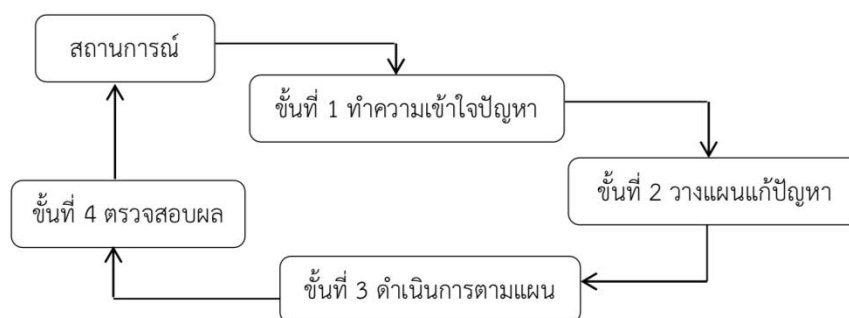 สถานการณ์
ขั้นที่ 1 ทำความเข้าใจปัญหา
ขั้นที่ 2 วางแผนแก้ปัญหา
ขั้นที่ 3 ดำเนินการตามแผน
ขั้นที่ 4 ตรวจสอบผล